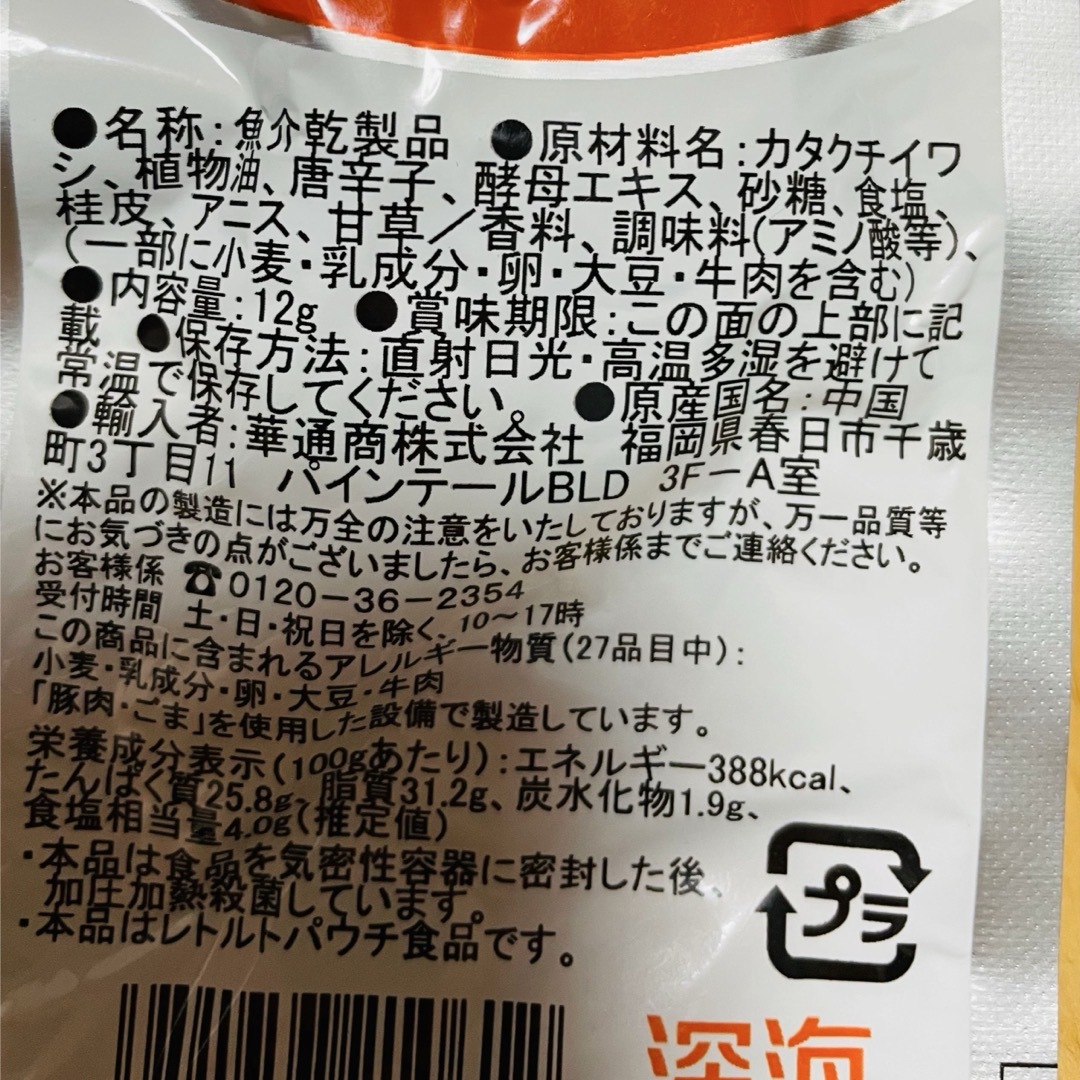 ●名称:魚介乾製品 ●原材料名:カタクチイワ
シ、植物油、唐辛子、酵母エキス、砂糖、食塩、
桂皮、アニス、甘草／香料、調味料(アミノ酸等)、
(一部に小麦・乳成分・卵・大豆・牛肉を含む)
●内容量:12g ●賞味期限:この面の上部に記
載 ●保存方法:直射日光・高温多湿を避けて
常温で保存してください。 ●原産国名:中国
●輸入者:華通商株式会社 福岡県春日市千歳
町3丁目11 パインテールBLD 3F－A室
※本品の製造には万全の注意をいたしておりますが、万一品質等
にお気づきの点がございましたら、お客様係までご連絡ください。
お客様係 ☎0120－36－2354
受付時間 土・日・祝日を除く、10～17時
この商品に含まれるアレルギー物質(27品目中):
小麦・乳成分・卵・大豆・牛肉
「豚肉・ごま」を使用した設備で製造しています。
栄養成分表示(100gあたり):エネルギー388kcal、
たんぱく質25.8g、脂質31.2g、炭水化物1.9g、
食塩相当量4.0g(推定値)
・本品は食品を気密性容器に密封した後、
加圧加熱殺菌しています。
・本品はレトルトパウチ食品です。
プラ
深海